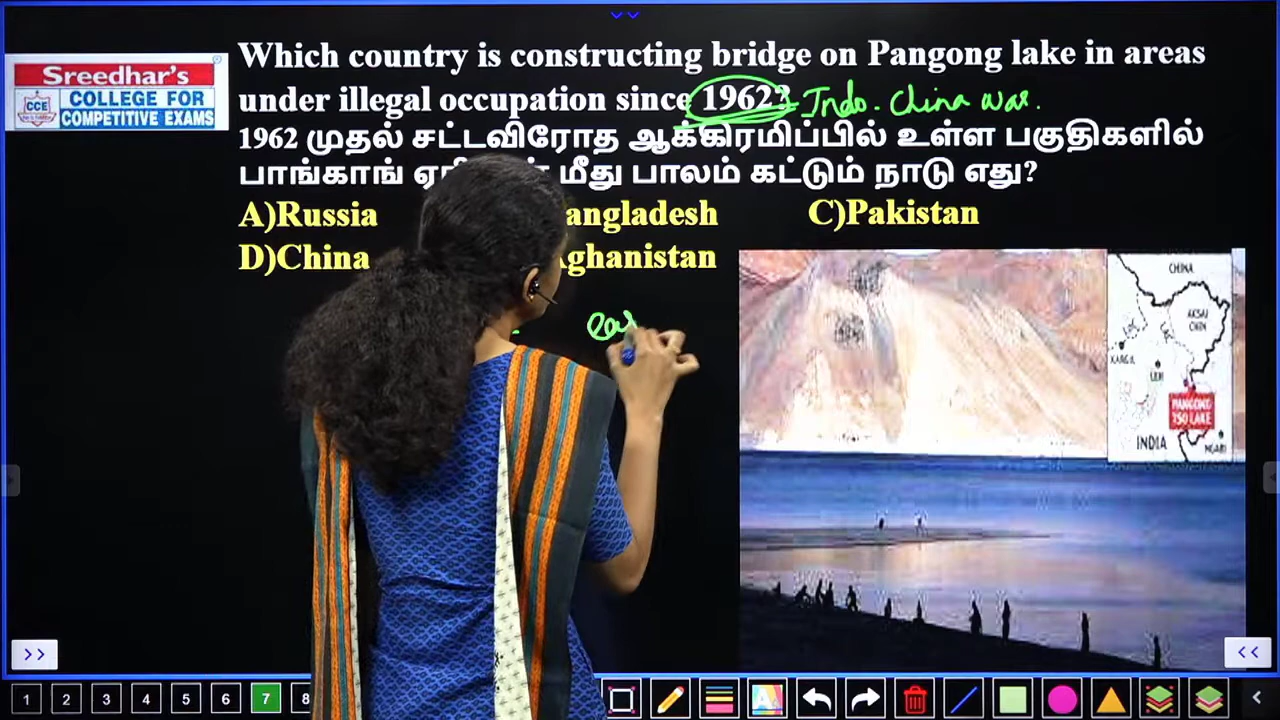 Which country is constructing bridge on Pangong lake in areas
under illegal occupation since 1962? Indo. China war.
1962 முதல் சட்டவிரோத ஆக்கிரமிப்பில் உள்ள பகுதிகளில்
பாங்காங் மீது பாலம் கட்டும் நாடு எது?
A)Russia angladesh C)Pakistan
D)China ghanistan
Sreedhar's
CCE
COLLEGE FOR
COMPETITIVE EXAMS
CHINA
AKSAI
CHIN
KARGIL
LEH
PANGONG
TSO LAKE
INDIA
NGARI
>>
<<
1 2 3 4 5 6 7 8
A